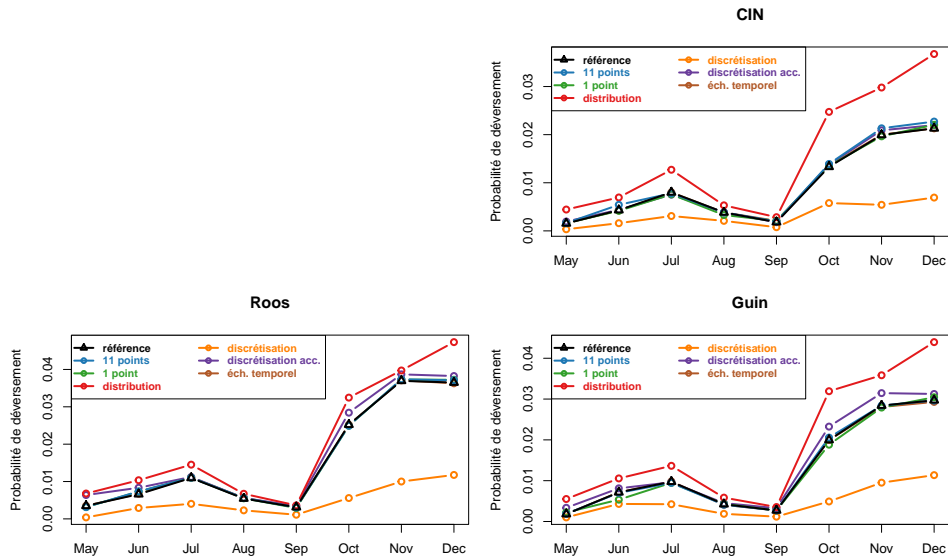 CIN
Probabilité de déversement
0.03
0.02
0.01
0.00
référence
11 points
1 point
distribution
discrétisation
discrétisation acc.
éch. temporel
May Jun Jul Aug Sep Oct Nov Dec
Roos
Probabilité de déversement
0.04
0.03
0.02
0.01
0.00
référence
11 points
1 point
distribution
discrétisation
discrétisation acc.
éch. temporel
May Jun Jul Aug Sep Oct Nov Dec
Guin
Probabilité de déversement
0.04
0.03
0.02
0.01
0.00
référence
11 points
1 point
distribution
discrétisation
discrétisation acc.
éch. temporel
May Jun Jul Aug Sep Oct Nov Dec